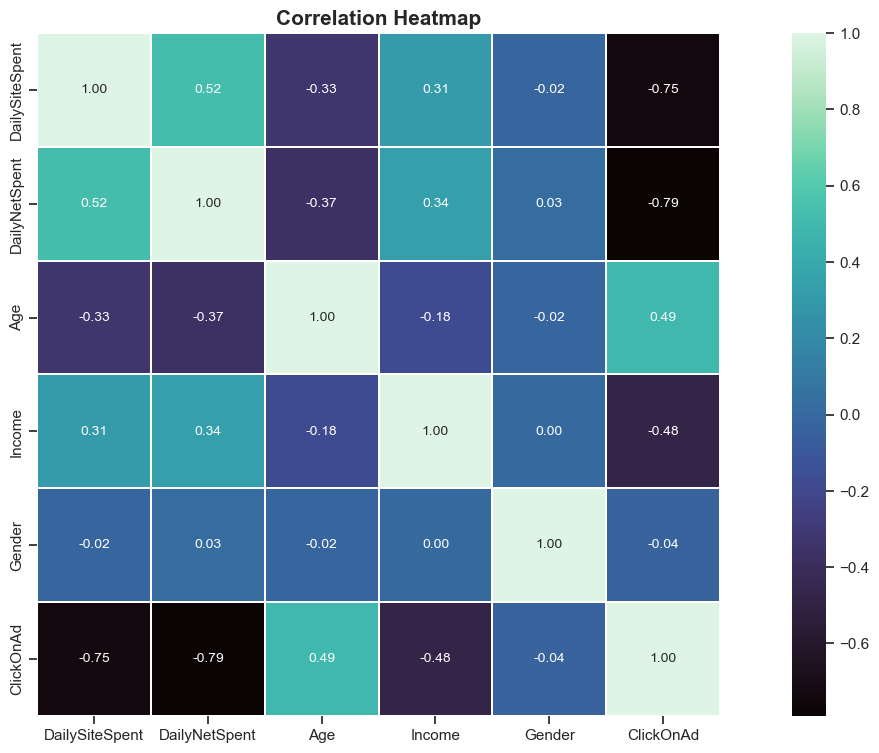 Correlation Heatmap
DailySiteSpent 1.00 0.52 -0.33 0.31 -0.02 -0.75
DailyNetSpent 0.52 1.00 -0.37 0.34 0.03 -0.79
Age -0.33 -0.37 1.00 -0.18 -0.02 0.49
Income 0.31 0.34 -0.18 1.00 0.00 -0.48
Gender -0.02 0.03 -0.02 0.00 1.00 -0.04
ClickOnAd -0.75 -0.79 0.49 -0.48 -0.04 1.00
DailySiteSpent DailyNetSpent Age Income Gender ClickOnAd
1.0
0.8
0.6
0.4
0.2
0.0
−0.2
−0.4
−0.6